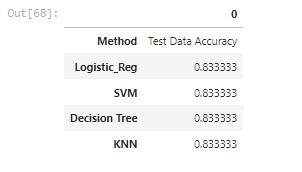 Out[68]:
0
Method Test Data Accuracy
Logistic_Reg 0.833333
SVM 0.833333
Decision Tree 0.833333
KNN 0.833333